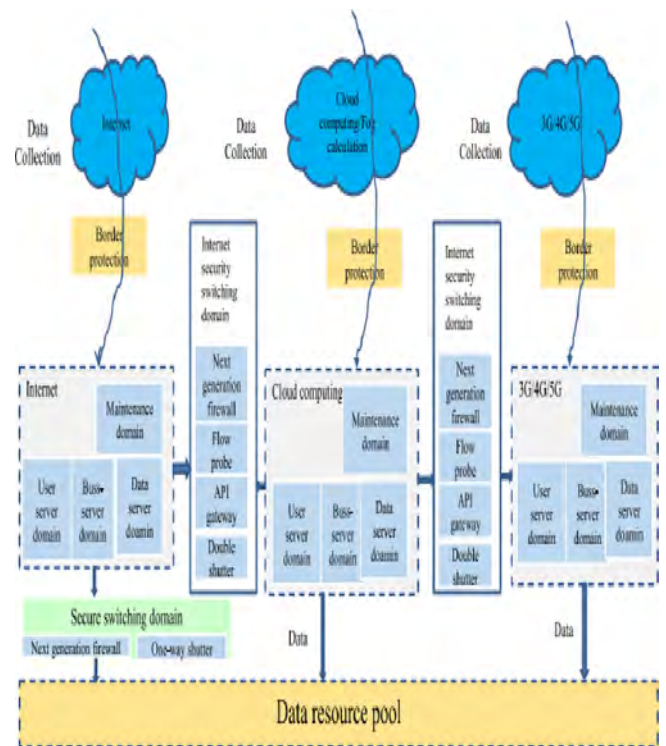 Data
Collection
Internet
Data
Collection
Cloud
computing/Fog
calculation
Data
Collection
3G/4G/5G
Border
protection
Internet
security
switching
domain
Next
generation
firewall
Flow
probe
API
gateway
Double
shutter
Border
protection
Internet
security
switching
domain
Next
generation
firewall
Flow
probe
API
gateway
Double
shutter
Border
protection
Internet
Maintenance
domain
User
server
domain
Buss-
server
domain
Data
server
doamin
Cloud computing
Maintenance
domain
User
server
domain
Buss-
server
domain
Data
server
doamin
3G/4G/5G
Maintenance
domain
User
server
domain
Buss-
server
domain
Data
server
doamin
Secure switching domain
Next generation firewall
One-way shutter
Data
Data
Data resource pool